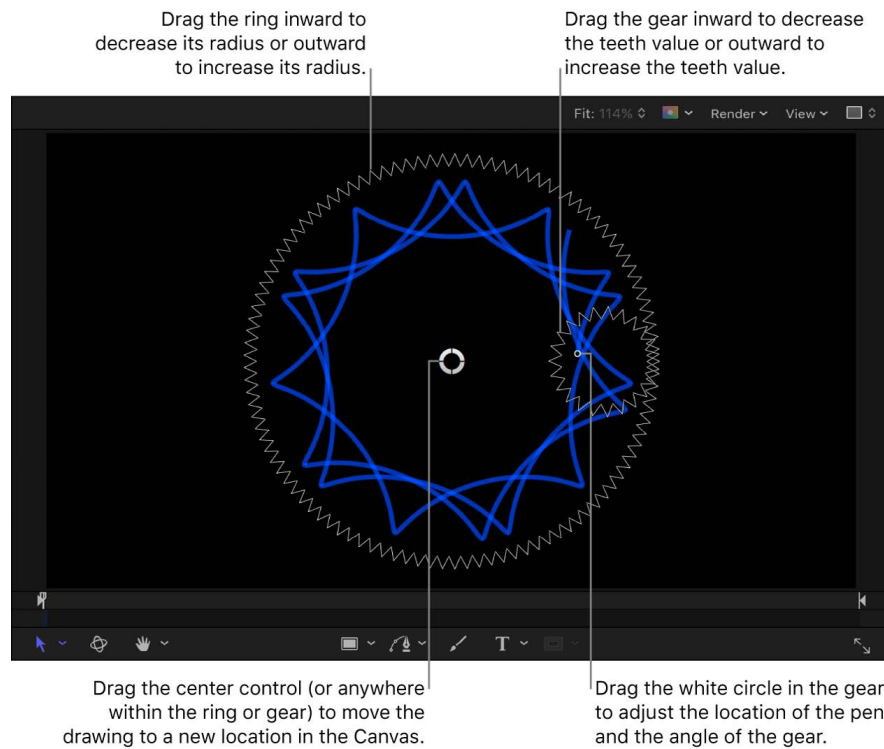 Drag the ring inward to
decrease its radius or outward
to increase its radius.
Drag the gear inward to decrease
the teeth value or outward to
increase the teeth value.
Fit: 114%
Render
View
T
Drag the center control (or anywhere
within the ring or gear) to move the
drawing to a new location in the Canvas.
Drag the white circle in the gear
to adjust the location of the pen
and the angle of the gear.